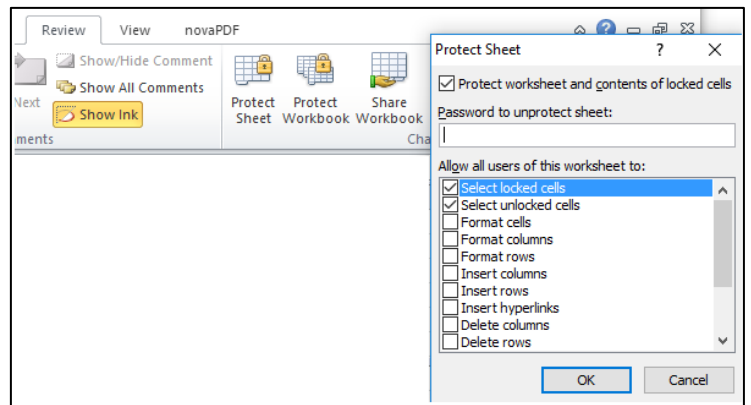 Review View novaPDF
Show/Hide Comment
Show All Comments
Next
Show Ink
Protect Sheet
Protect Workbook
Share Workbook
ments
Cha
Protect Sheet ? X
Protect worksheet and contents of locked cells
Password to unprotect sheet:
Allow all users of this worksheet to:
Select locked cells
Select unlocked cells
Format cells
Format columns
Format rows
Insert columns
Insert rows
Insert hyperlinks
Delete columns
Delete rows
OK Cancel